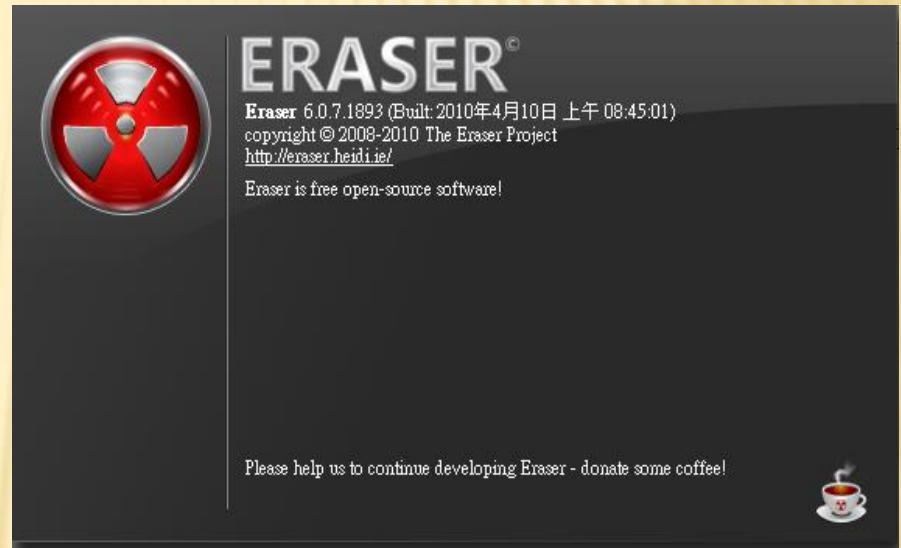 ERASER©
Eraser 6.0.7.1893 (Built: 2010年4月10日 上午 08:45:01)
copyright © 2008-2010 The Eraser Project
http://eraser.heidi.ie/
Eraser is free open-source software!
Please help us to continue developing Eraser - donate some coffee!